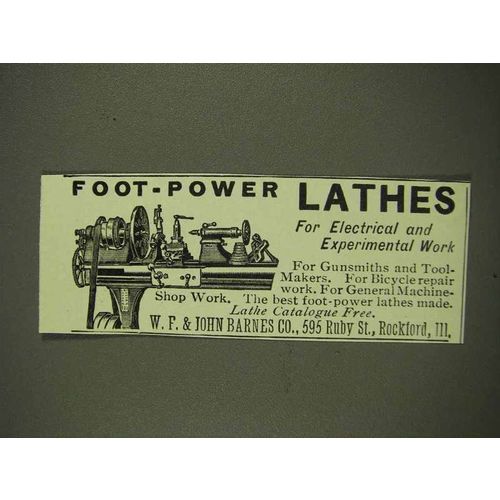 FOOT-POWER LATHES
For Electrical and
Experimental Work
For Gunsmiths and Tool-
Makers. For Bicycle repair
work. For General Machine-
Shop Work. The best foot-power lathes made.
Lathe Catalogue Free.
W. F. & JOHN BARNES CO., 595 Ruby St., Rockford, Ill.